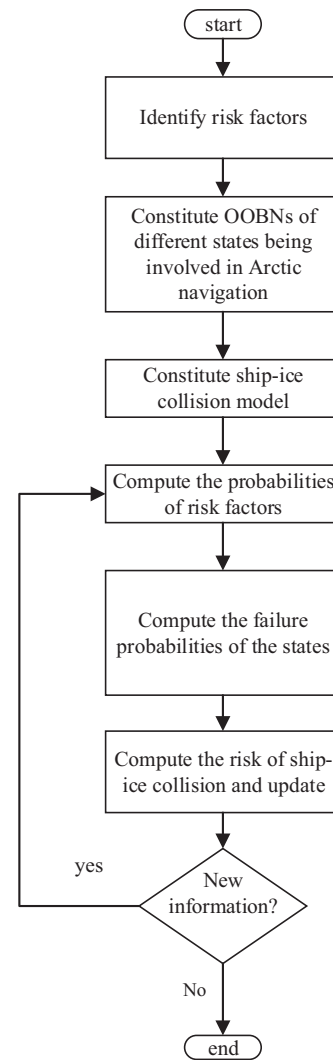 start
Identify risk factors
Constitute OOBNs of
different states being
involved in Arctic
navigation
Constitute ship-ice
collision model
Compute the probabilities
of risk factors
Compute the failure
probabilities of the states
Compute the risk of ship-
ice collision and update
yes
New
information?
No
end